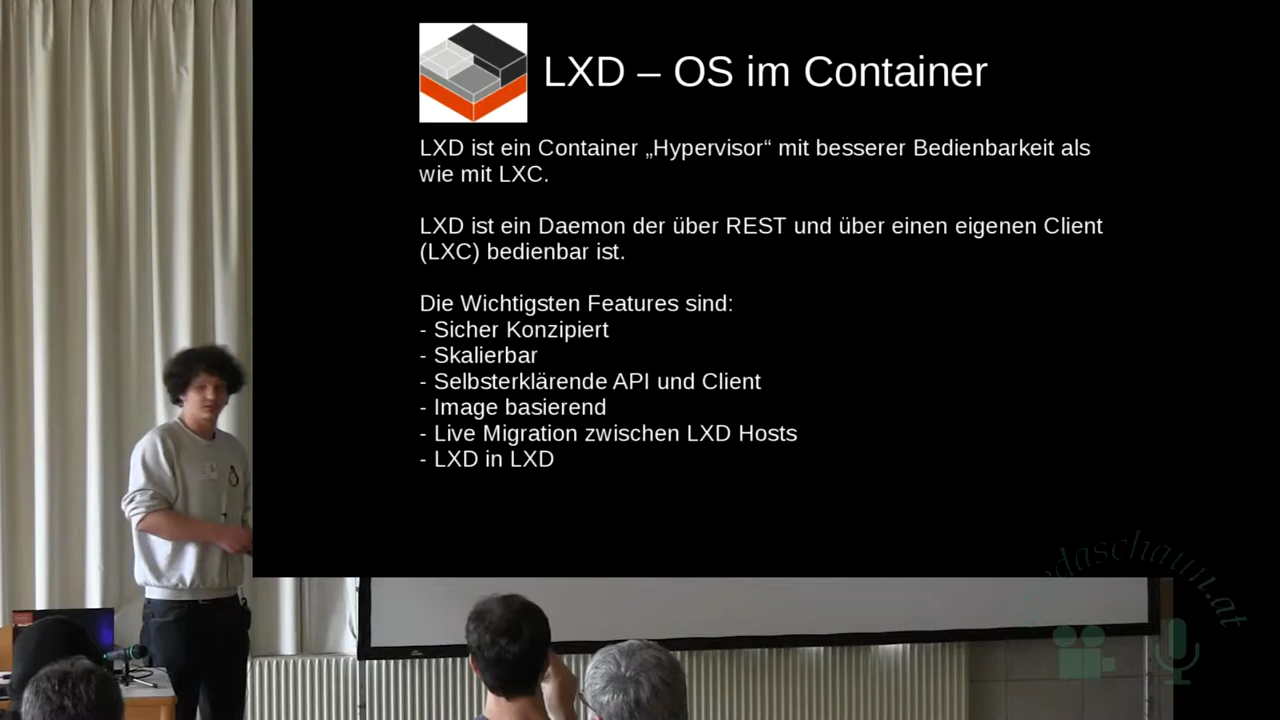 LXD – OS im Container
LXD ist ein Container „Hypervisor“ mit besserer Bedienbarkeit als
wie mit LXC.
LXD ist ein Daemon der über REST und über einen eigenen Client
(LXC) bedienbar ist.
Die Wichtigsten Features sind:
- Sicher Konzipiert
- Skalierbar
- Selbsterklärende API und Client
- Image basierend
- Live Migration zwischen LXD Hosts
- LXD in LXD